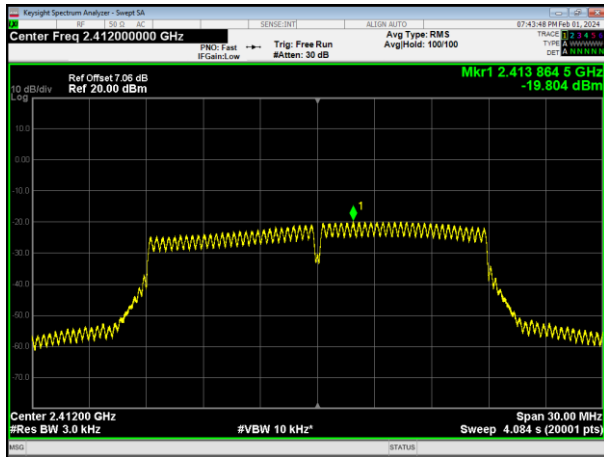 Keysight Spectrum Analyzer - Swept SA
RF 50 Ω AC SENSE:INT ALIGN AUTO 07:43:48 PM Feb 01, 2024
Center Freq 2.412000000 GHz
PNO: Fast
IFGain:Low
Trig: Free Run
#Atten: 30 dB
Avg Type: RMS
Avg|Hold: 100/100
TRACE 1 2 3 4 5 6
TYPE A WWWWW
DET A NNNNN
Ref Offset 7.06 dB
10 dB/div Ref 20.00 dBm
Log
Mkr1 2.413 864 5 GHz
-19.804 dBm
10.0
0.00
-10.0
1
-20.0
-30.0
-40.0
-50.0
-60.0
-70.0
Center 2.41200 GHz Span 30.00 MHz
#Res BW 3.0 kHz #VBW 10 kHz* Sweep 4.084 s (20001 pts)
MSG STATUS